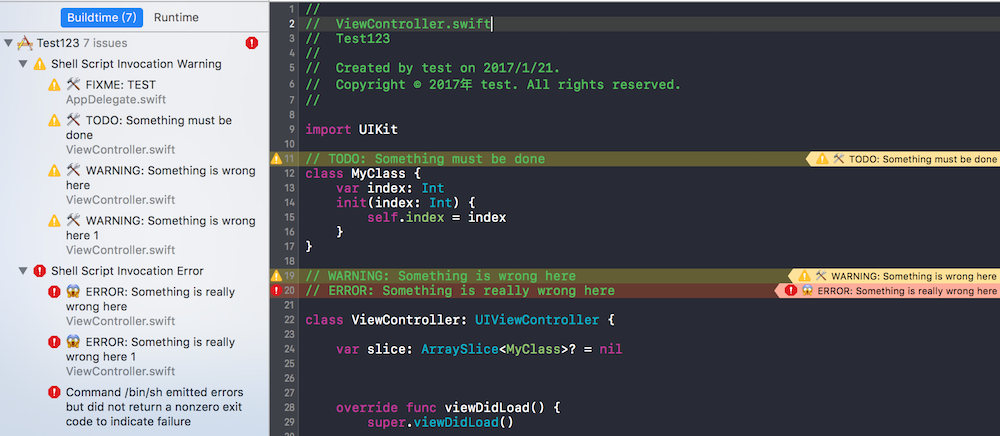 Buildtime (7) Runtime
Test123 7 issues
Shell Script Invocation Warning
FIXME: TEST
AppDelegate.swift
TODO: Something must be
done
ViewController.swift
WARNING: Something is wrong
here
ViewController.swift
WARNING: Something is wrong
here 1
ViewController.swift
Shell Script Invocation Error
ERROR: Something is really
wrong here
ViewController.swift
ERROR: Something is really
wrong here 1
ViewController.swift
Command /bin/sh emitted errors
but did not return a nonzero exit
code to indicate failure
1 //
2 // ViewController.swift
3 // Test123
4 //
5 // Created by test on 2017/1/21.
6 // Copyright © 2017年 test. All rights reserved.
7 //
8
9 import UIKit
10
11 // TODO: Something must be done TODO: Something must be done
12 class MyClass {
13 var index: Int
14 init(index: Int) {
15 self.index = index
16 }
17 }
18
19 // WARNING: Something is wrong here WARNING: Something is wrong here
20 // ERROR: Something is really wrong here ERROR: Something is really wrong here
21
22 class ViewController: UIViewController {
23
24 var slice: ArraySlice<MyClass>? = nil
25
26
27
28 override func viewDidLoad() {
29 super.viewDidLoad()